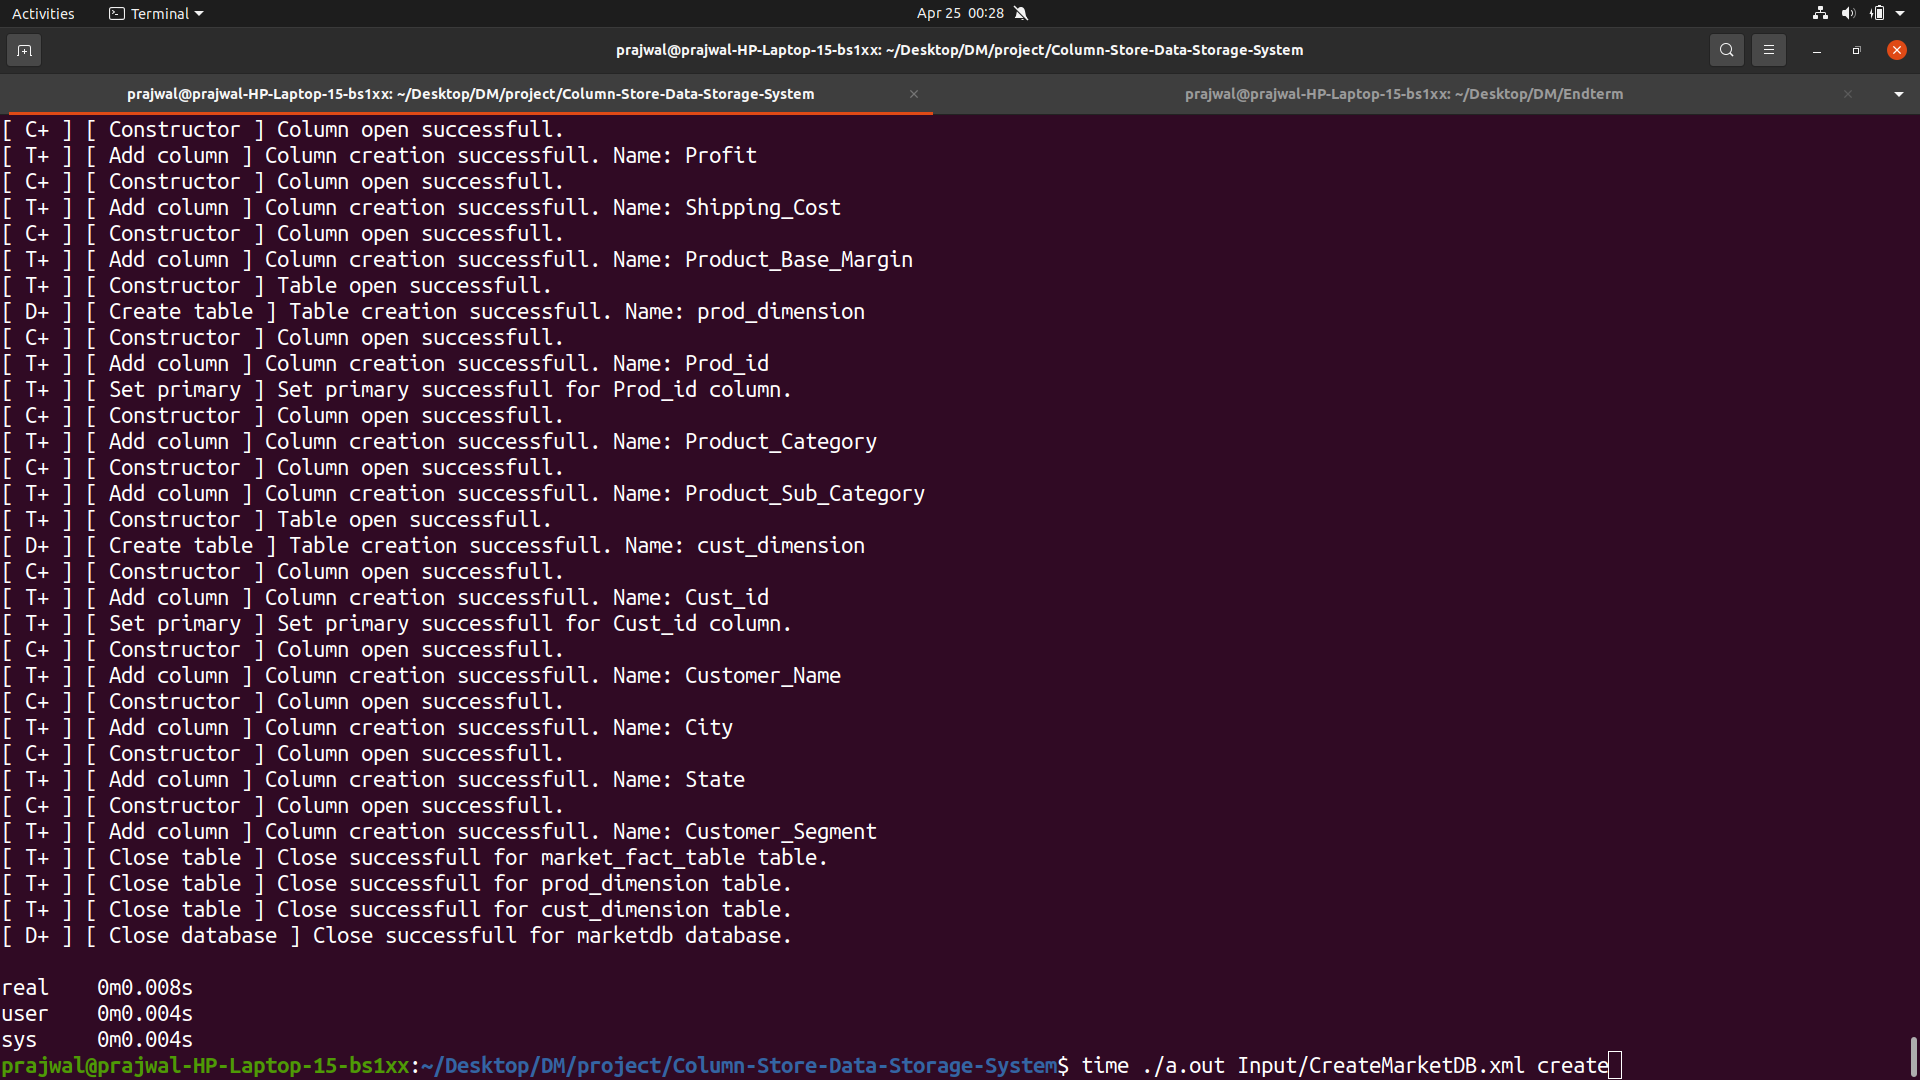 Activities Terminal Apr 25 00:28
prajwal@prajwal-HP-Laptop-15-bs1xx: ~/Desktop/DM/project/Column-Store-Data-Storage-System
prajwal@prajwal-HP-Laptop-15-bs1xx: ~/Desktop/DM/project/Column-Store-Data-Storage-System × prajwal@prajwal-HP-Laptop-15-bs1xx: ~/Desktop/DM/Endterm ×
[ C+ ] [ Constructor ] Column open successfull.
[ T+ ] [ Add column ] Column creation successfull. Name: Profit
[ C+ ] [ Constructor ] Column open successfull.
[ T+ ] [ Add column ] Column creation successfull. Name: Shipping_Cost
[ C+ ] [ Constructor ] Column open successfull.
[ T+ ] [ Add column ] Column creation successfull. Name: Product_Base_Margin
[ T+ ] [ Constructor ] Table open successfull.
[ D+ ] [ Create table ] Table creation successfull. Name: prod_dimension
[ C+ ] [ Constructor ] Column open successfull.
[ T+ ] [ Add column ] Column creation successfull. Name: Prod_id
[ T+ ] [ Set primary ] Set primary successfull for Prod_id column.
[ C+ ] [ Constructor ] Column open successfull.
[ T+ ] [ Add column ] Column creation successfull. Name: Product_Category
[ C+ ] [ Constructor ] Column open successfull.
[ T+ ] [ Add column ] Column creation successfull. Name: Product_Sub_Category
[ T+ ] [ Constructor ] Table open successfull.
[ D+ ] [ Create table ] Table creation successfull. Name: cust_dimension
[ C+ ] [ Constructor ] Column open successfull.
[ T+ ] [ Add column ] Column creation successfull. Name: Cust_id
[ T+ ] [ Set primary ] Set primary successfull for Cust_id column.
[ C+ ] [ Constructor ] Column open successfull.
[ T+ ] [ Add column ] Column creation successfull. Name: Customer_Name
[ C+ ] [ Constructor ] Column open successfull.
[ T+ ] [ Add column ] Column creation successfull. Name: City
[ C+ ] [ Constructor ] Column open successfull.
[ T+ ] [ Add column ] Column creation successfull. Name: State
[ C+ ] [ Constructor ] Column open successfull.
[ T+ ] [ Add column ] Column creation successfull. Name: Customer_Segment
[ T+ ] [ Close table ] Close successfull for market_fact_table table.
[ T+ ] [ Close table ] Close successfull for prod_dimension table.
[ T+ ] [ Close table ] Close successfull for cust_dimension table.
[ D+ ] [ Close database ] Close successfull for marketdb database.
real 0m0.008s
user 0m0.004s
sys 0m0.004s
prajwal@prajwal-HP-Laptop-15-bs1xx:~/Desktop/DM/project/Column-Store-Data-Storage-System$ time ./a.out Input/CreateMarketDB.xml create